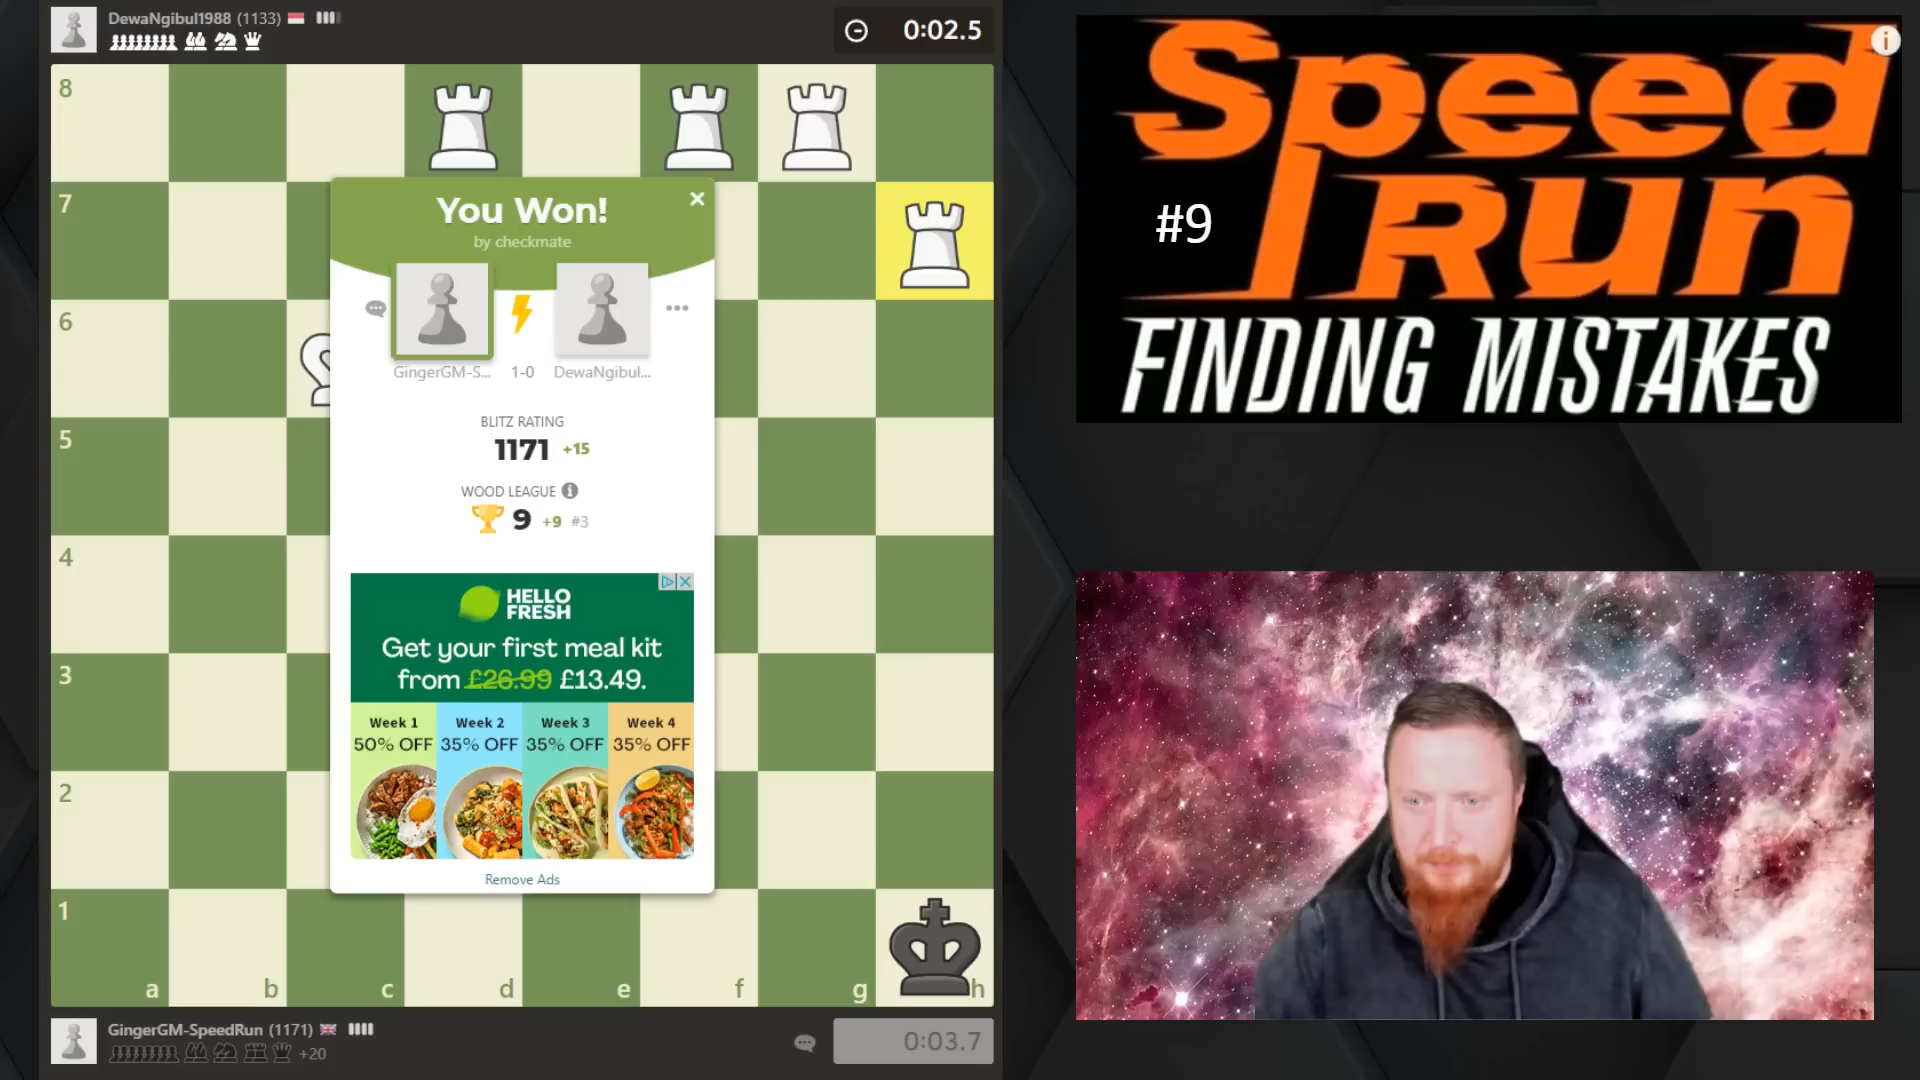 DewaNgibul1988 (1133)
0:02.5
8
7
6
5
4
3
2
1
a b c d e f g h
You Won!
by checkmate
GingerGM-S... 1-0 DewaNgibul...
BLITZ RATING
1171 +15
WOOD LEAGUE
9 +9 #3
HELLO
FRESH
Get your first meal kit
from £26.99 £13.49.
Week 1 Week 2 Week 3 Week 4
50% OFF 35% OFF 35% OFF 35% OFF
Remove Ads
GingerGM-SpeedRun (1171)
+20
0:03.7
Speed
#9 Run
FINDING MISTAKES